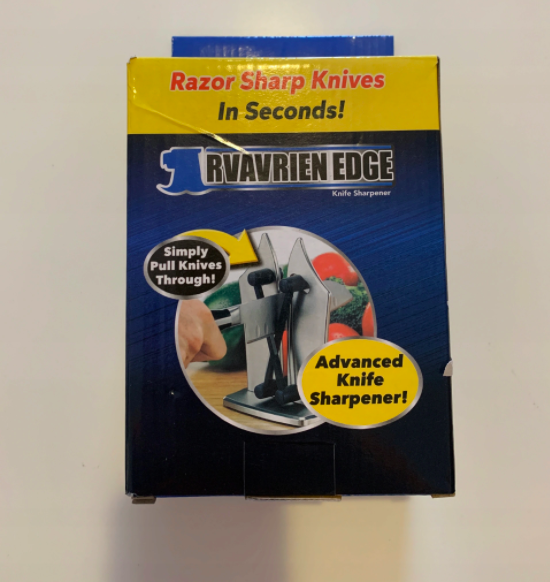 Razor Sharp Knives
In Seconds!
RVAVRIEN EDGE
Knife Sharpener
Simply
Pull Knives
Through!
Advanced
Knife
Sharpener!